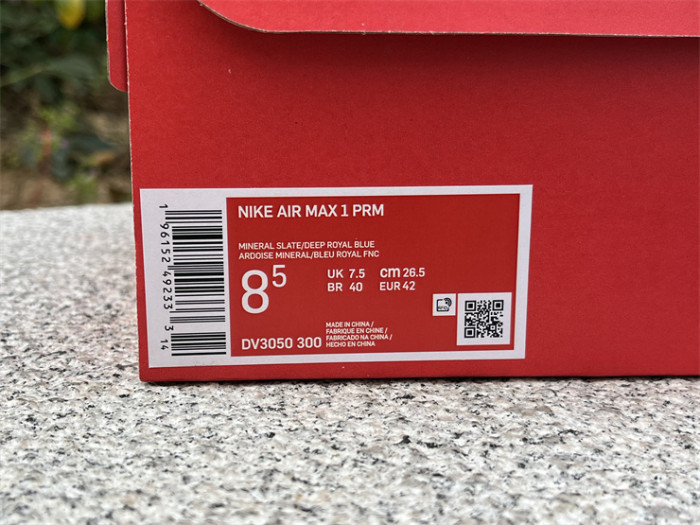 NIKE AIR MAX 1 PRM
MINERAL SLATE/DEEP ROYAL BLUE
ARDOISE MINERAL/BLEU ROYAL FNC
8⁵
UK 7.5 cm 26.5
BR 40 EUR 42
DV3050 300
MADE IN CHINA /
FABRIQUE EN CHINE /
FABRICADO NA CHINA /
HECHO EN CHINA
1 96152 49233 3 14